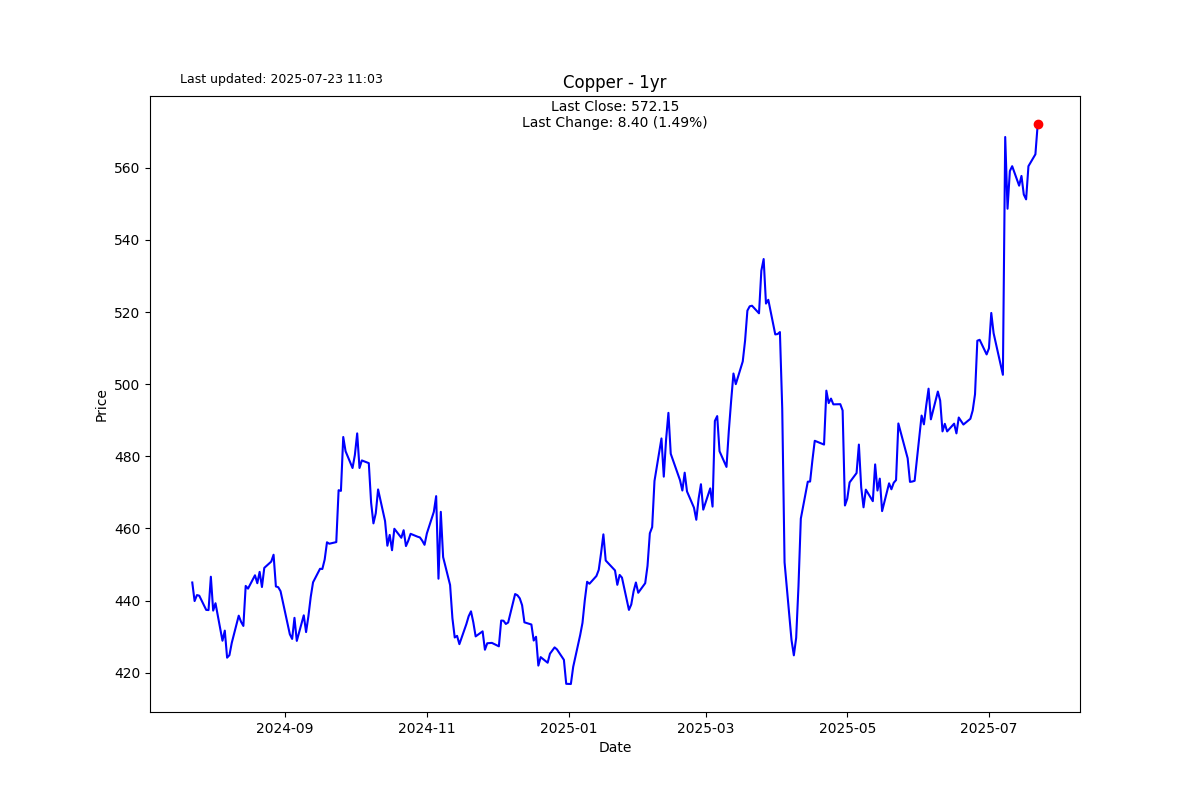 Last updated: 2025-07-23 11:03
Copper - 1yr
Last Close: 572.15
Last Change: 8.40 (1.49%)
Price
560
540
520
500
480
460
440
420
2024-09 2024-11 2025-01 2025-03 2025-05 2025-07
Date